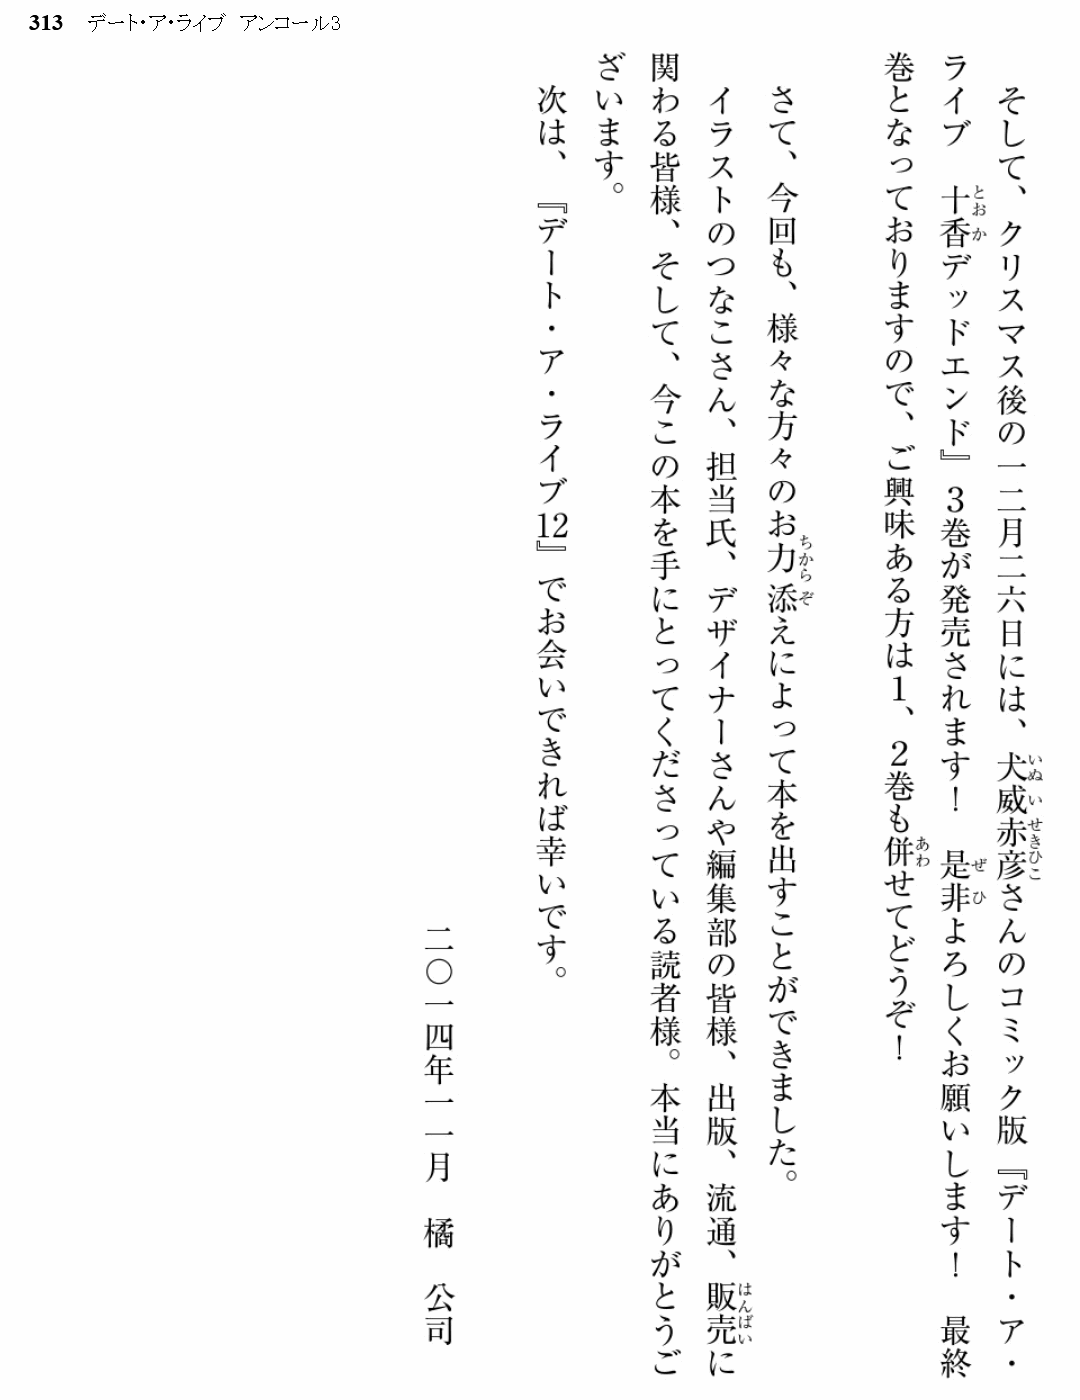 313 デート・ア・ライブ アンコール3
　そして、クリスマス後の一二月二六日には、犬威赤彦さんのコミック版『デート・ア・
ライブ　十香デッドエンド』3巻が発売されます！　是非よろしくお願いします！　最終
巻となっておりますので、ご興味ある方は1、2巻も併せてどうぞ！
　さて、今回も、様々な方々のお力添えによって本を出すことができました。
　イラストのつなこさん、担当氏、デザイナーさんや編集部の皆様、出版、流通、販売に
関わる皆様、そして、今この本を手にとってくださっている読者様。本当にありがとうご
ざいます。
　次は、『デート・ア・ライブ12』でお会いできれば幸いです。
二〇一四年一一月　橘　公司